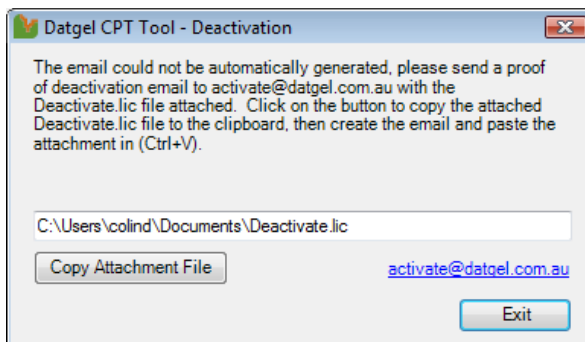 Datgel CPT Tool - Deactivation
The email could not be automatically generated, please send a proof
of deactivation email to activate@datgel.com.au with the
Deactivate.lic file attached.  Click on the button to copy the attached
Deactivate.lic file to the clipboard, then create the email and paste the
attachment in (Ctrl+V).
C:\Users\colind\Documents\Deactivate.lic
Copy Attachment File activate@datgel.com.au
Exit